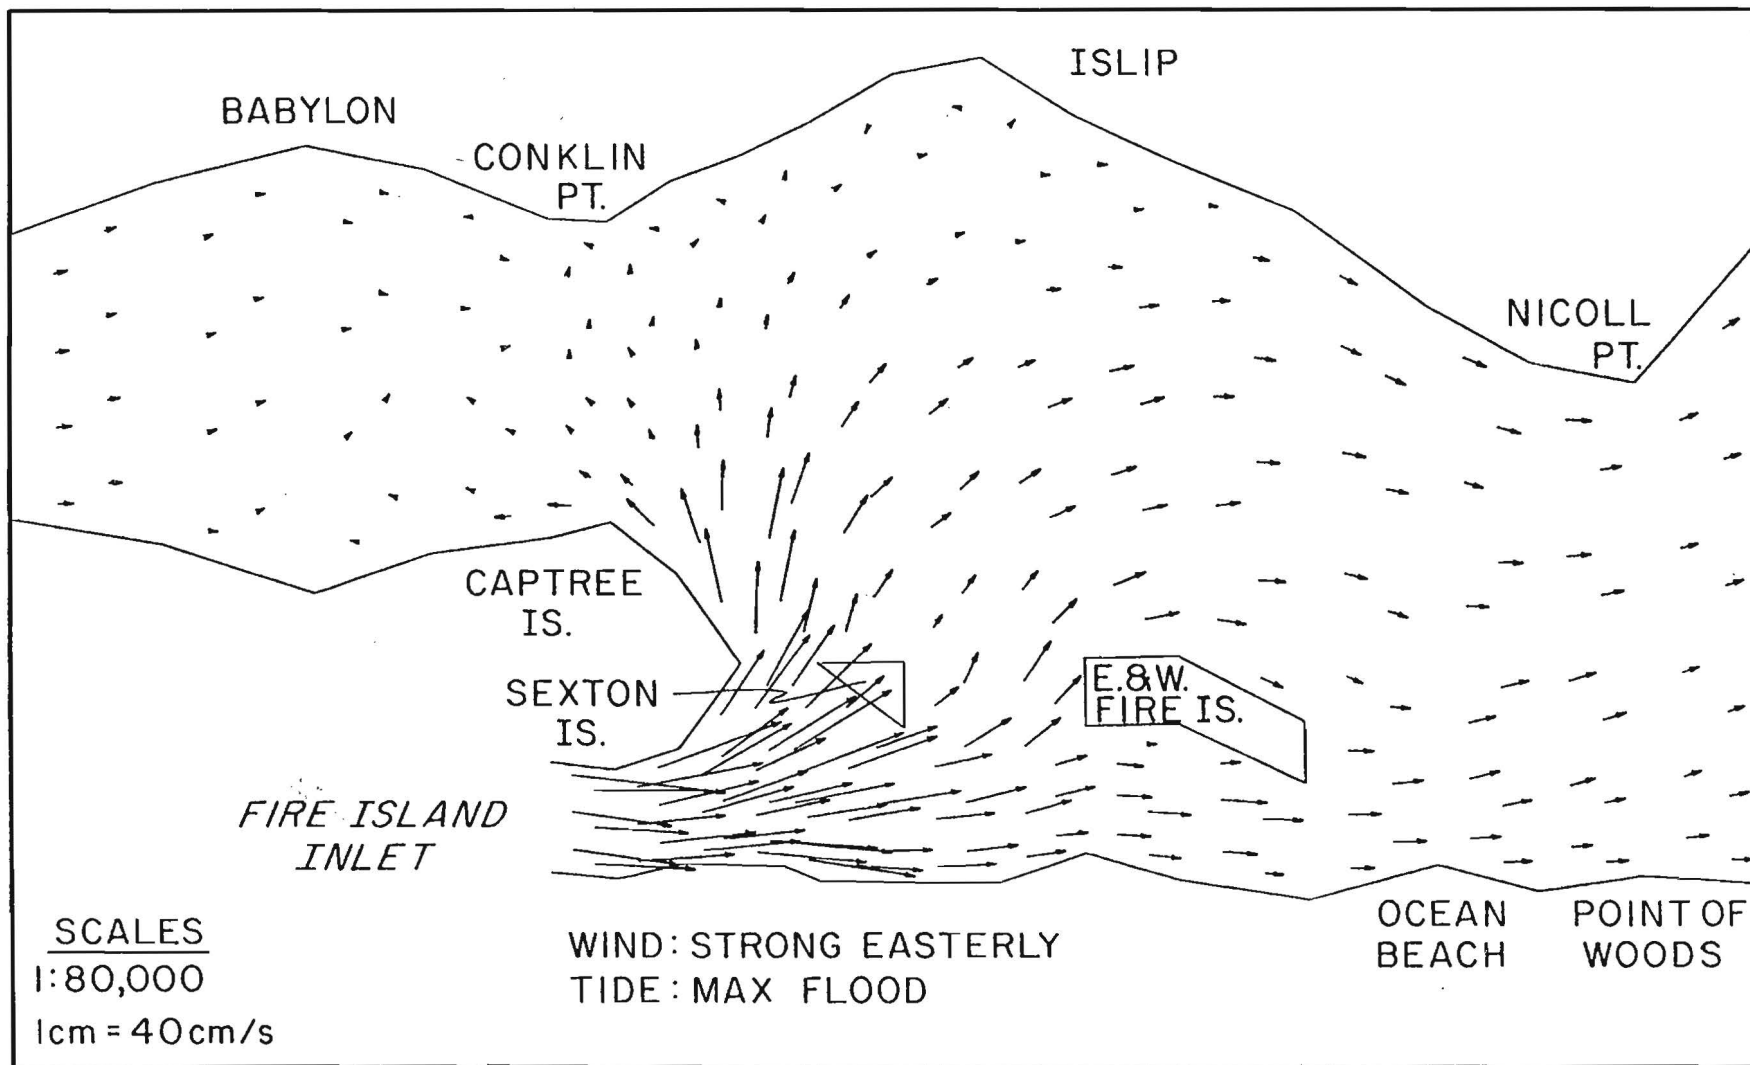 ISLIP
BABYLON
CONKLIN
PT.
NICOLL
PT.
CAPTREE
IS.
SEXTON
IS.
E.&W.
FIRE IS.
FIRE ISLAND
INLET
SCALES
1:80,000
1cm = 40cm/s
WIND: STRONG EASTERLY
TIDE: MAX FLOOD
OCEAN
BEACH
POINT OF
WOODS